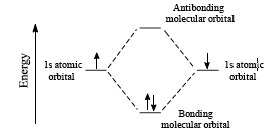 Antibonding
molecular orbital
Energy
1s atomic
orbital
1s atomic
orbital
Bonding
molecular orbital